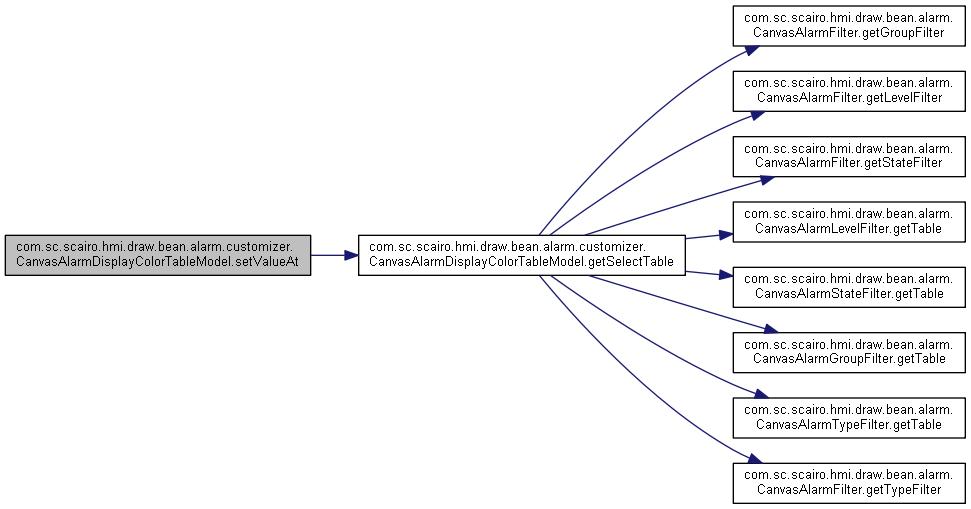 com.sc.scairo.hmi.draw.bean.alarm.customizer.
CanvasAlarmDisplayColorTableModel.setValueAt
com.sc.scairo.hmi.draw.bean.alarm.customizer.
CanvasAlarmDisplayColorTableModel.getSelectTable
com.sc.scairo.hmi.draw.bean.alarm.
CanvasAlarmFilter.getGroupFilter
com.sc.scairo.hmi.draw.bean.alarm.
CanvasAlarmFilter.getLevelFilter
com.sc.scairo.hmi.draw.bean.alarm.
CanvasAlarmFilter.getStateFilter
com.sc.scairo.hmi.draw.bean.alarm.
CanvasAlarmLevelFilter.getTable
com.sc.scairo.hmi.draw.bean.alarm.
CanvasAlarmStateFilter.getTable
com.sc.scairo.hmi.draw.bean.alarm.
CanvasAlarmGroupFilter.getTable
com.sc.scairo.hmi.draw.bean.alarm.
CanvasAlarmTypeFilter.getTable
com.sc.scairo.hmi.draw.bean.alarm.
CanvasAlarmFilter.getTypeFilter